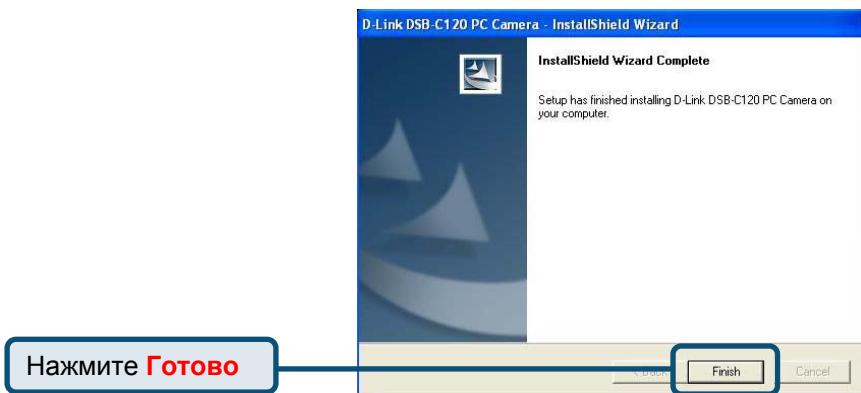 D-Link DSB-C120 PC Camera - InstallShield Wizard
InstallShield Wizard Complete
Setup has finished installing D-Link DSB-C120 PC Camera on
your computer.
Нажмите Готово
< Back
Finish
Cancel